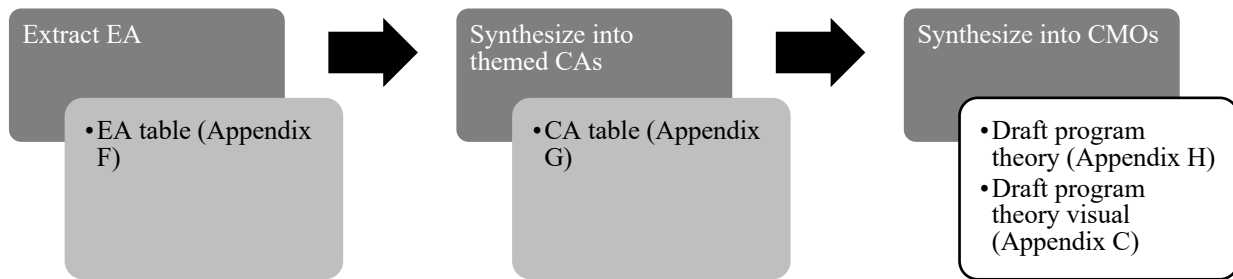 Extract EA
•EA table (Appendix
F)
Synthesize into
themed CAs
•CA table (Appendix
G)
Synthesize into CMOs
•Draft program
theory (Appendix H)
•Draft program
theory visual
(Appendix C)